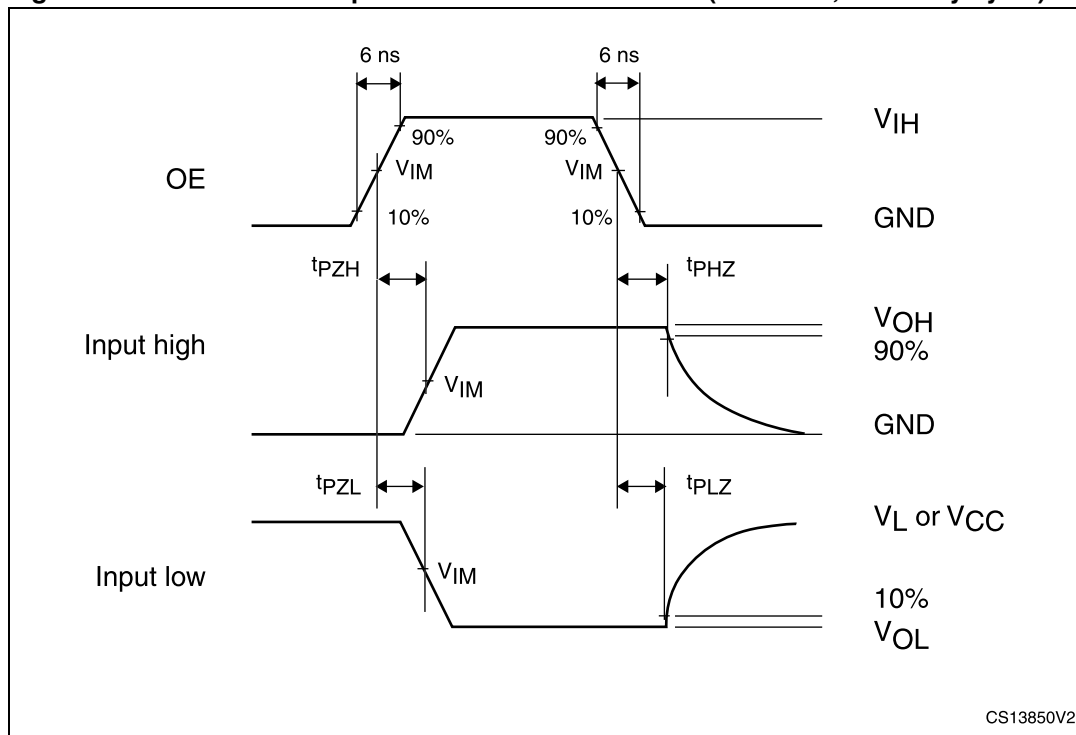 6 ns 6 ns
VIH
90% 90%
OE VIM VIM
10% 10% GND
tPZH tPHZ
VOH
Input high 90%
VIM
GND
tPZL tPLZ
VL or VCC
Input low VIM
10%
VOL
CS13850V2